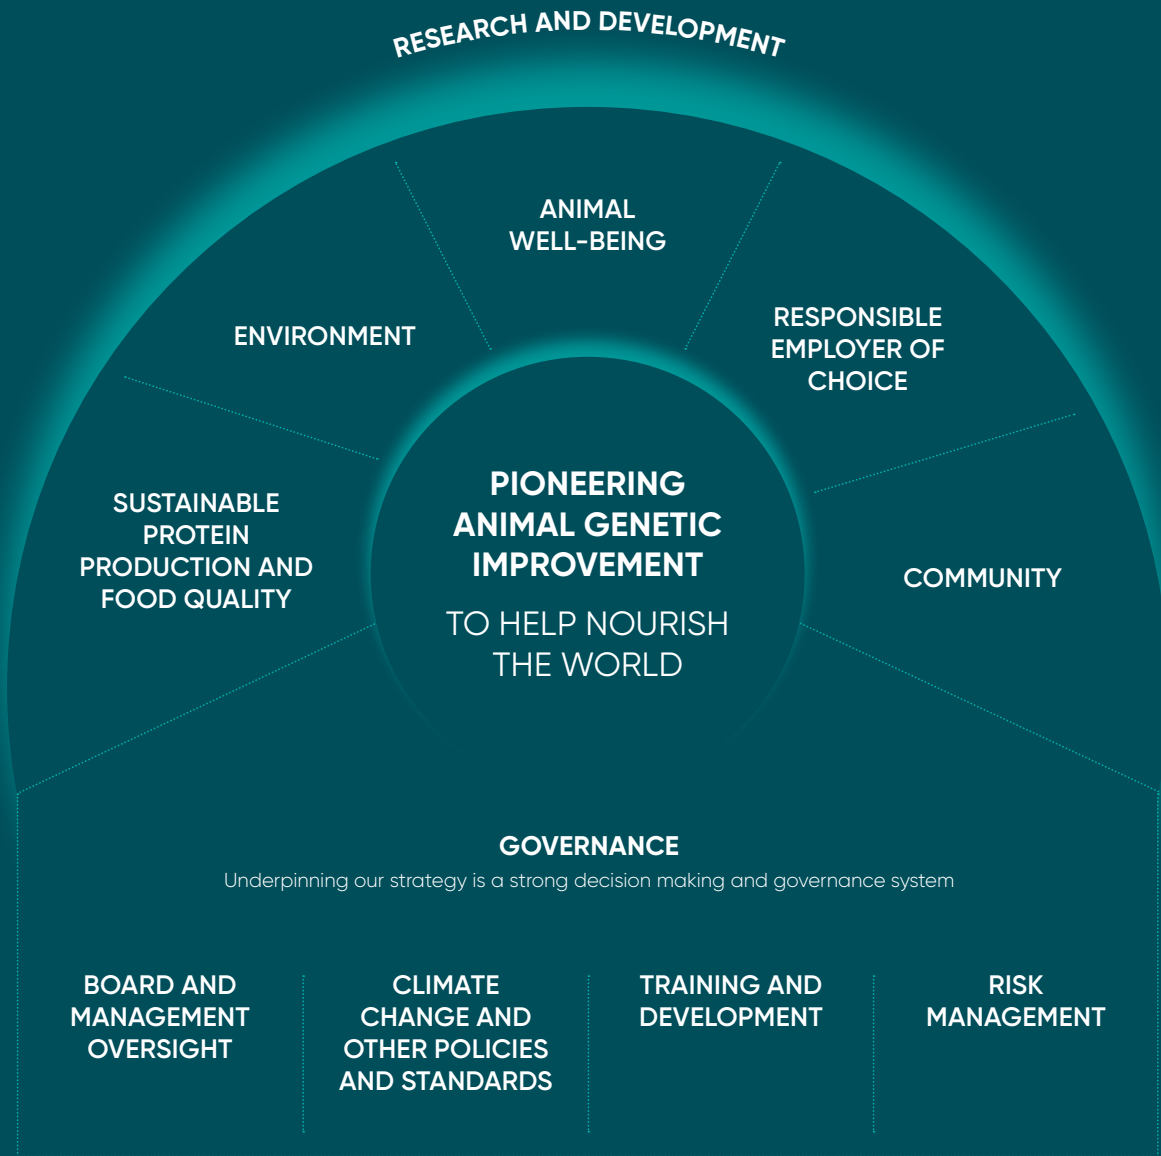 RESEARCH AND DEVELOPMENT
ANIMAL
WELL-BEING
ENVIRONMENT
RESPONSIBLE
EMPLOYER OF
CHOICE
SUSTAINABLE
PROTEIN
PRODUCTION AND
FOOD QUALITY
PIONEERING
ANIMAL GENETIC
IMPROVEMENT
TO HELP NOURISH
THE WORLD
COMMUNITY
GOVERNANCE
Underpinning our strategy is a strong decision making and governance system
BOARD AND
MANAGEMENT
OVERSIGHT
CLIMATE
CHANGE AND
OTHER POLICIES
AND STANDARDS
TRAINING AND
DEVELOPMENT
RISK
MANAGEMENT